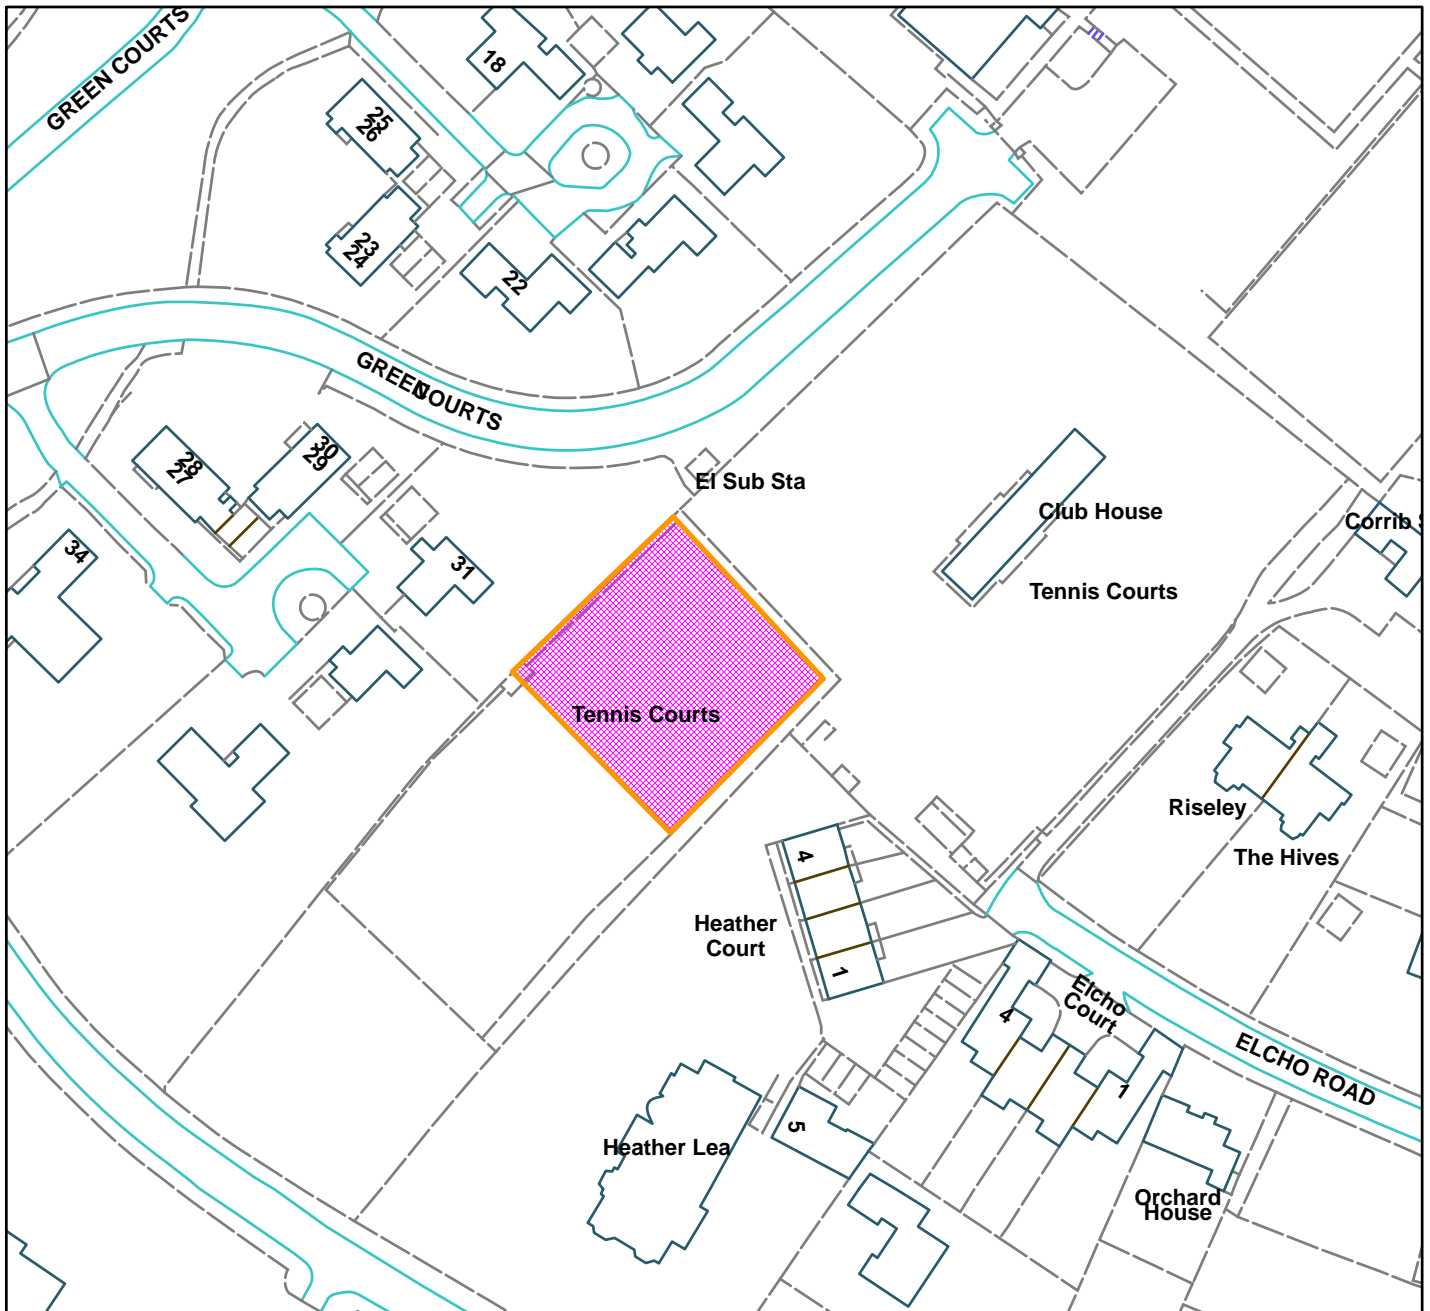 GREEN COURTS
18
25
26
23
24
22
GREEN COURTS
30
29
28
27
El Sub Sta
Club House
Corrib
34
31
Tennis Courts
Tennis Courts
Riseley
The Hives
4
Heather
Court
1
Elcho
Court
4
ELCHO ROAD
1
5
Heather Lea
Orchard
House